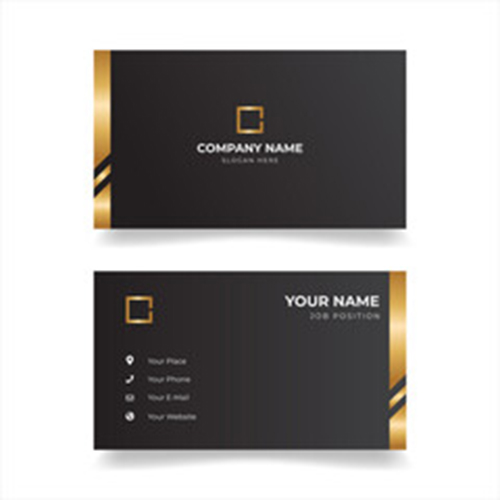 COMPANY NAME
SLOGAN HERE
YOUR NAME
JOB POSITION
Your Place
Your Phone
Your E-Mail
Your Website